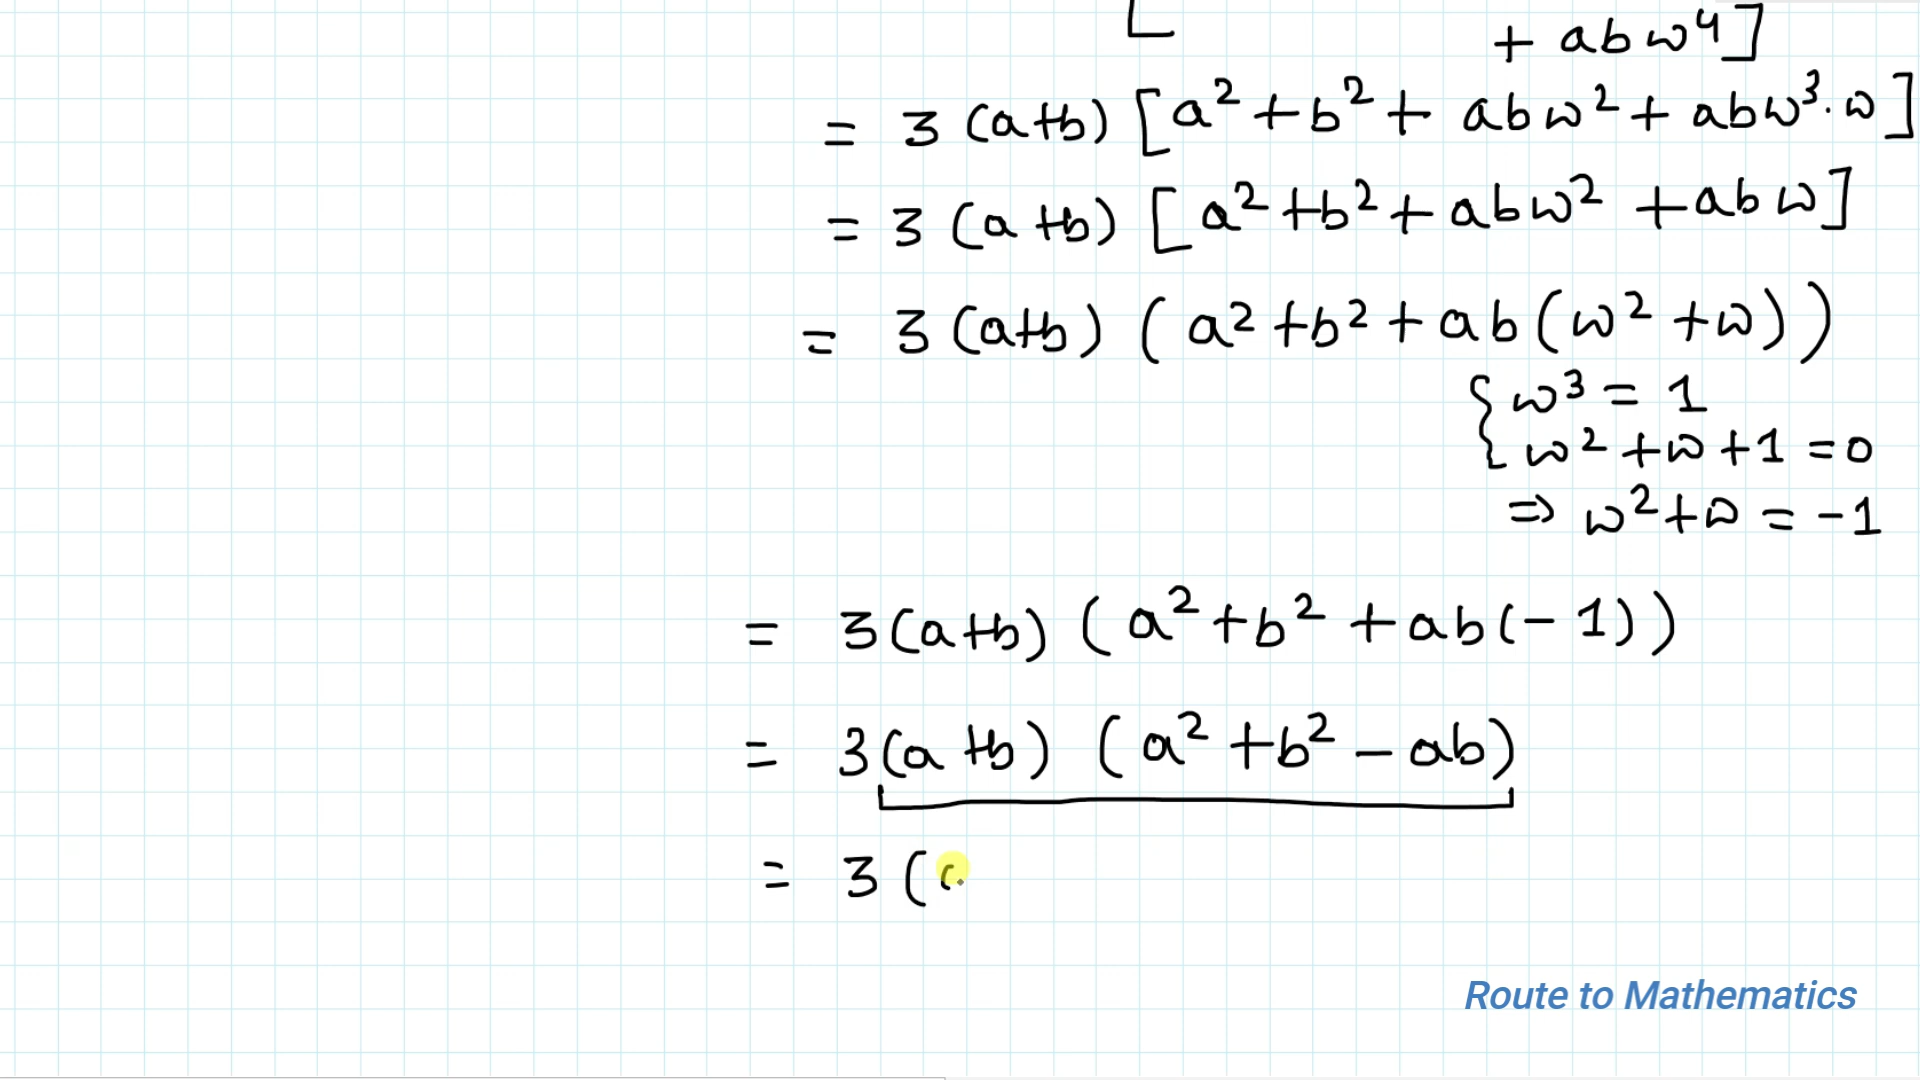 + abω⁴]
= 3 (a+b) [a² + b² + abω² + abω³.ω]
= 3 (a+b) [a² + b² + abω² + abω]
= 3 (a+b) (a² + b² + ab(ω² + ω))
{ω³ = 1
ω² + ω + 1 = 0
⇒ ω² + ω = -1
= 3(a+b) (a² + b² + ab(-1))
= 3(a+b) (a² + b² - ab)
= 3 (
Route to Mathematics